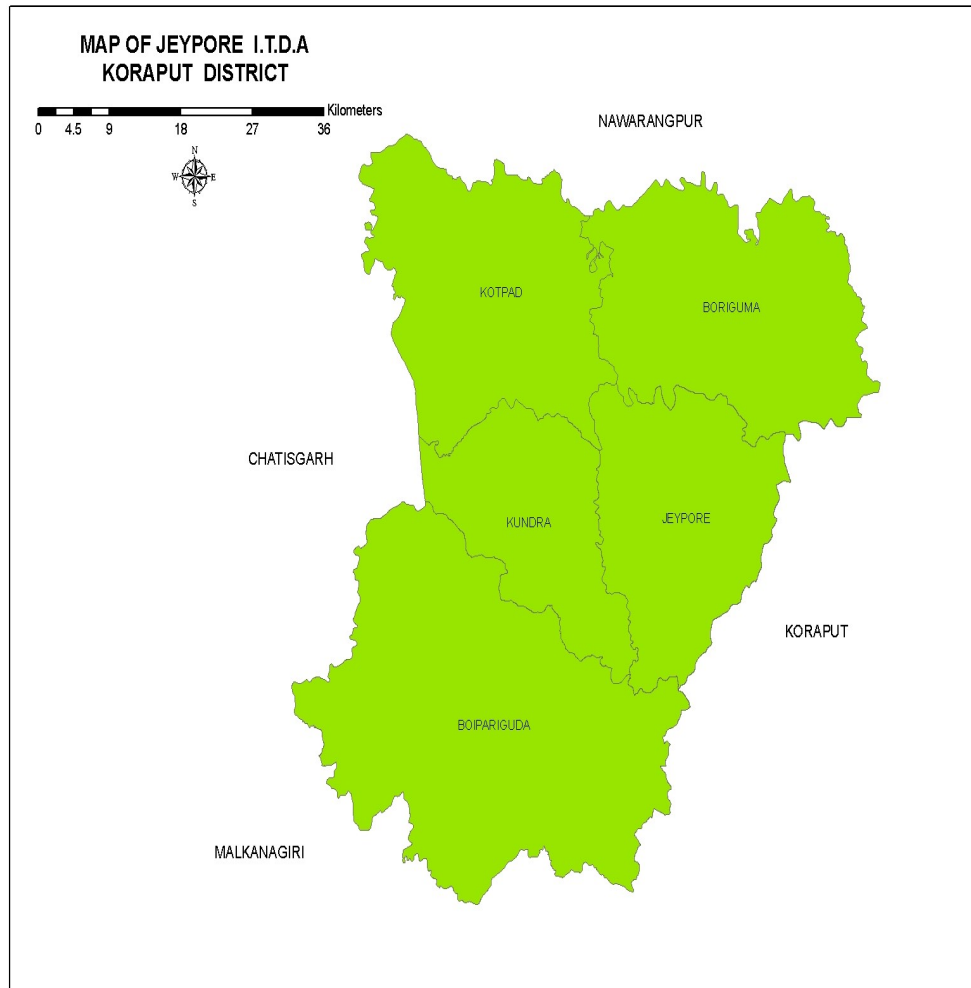 MAP OF JEYPORE I.T.D.A
KORAPUT DISTRICT
Kilometers
0 4.5 9 18 27 36
N
W E
S
NAWARANGPUR
KOTPAD
BORIGUMA
CHATISGARH
KUNDRA
JEYPORE
KORAPUT
BOIPARIGUDA
MALKANAGIRI